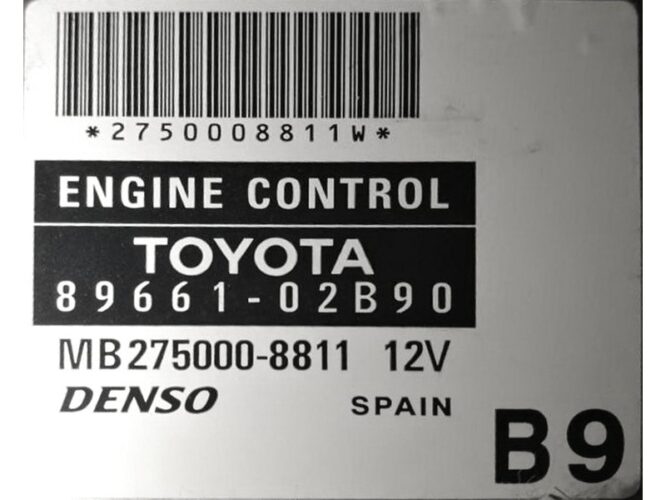 *2750008811W*
ENGINE CONTROL
TOYOTA
89661-02B90
MB275000-8811 12V
DENSO SPAIN
B9